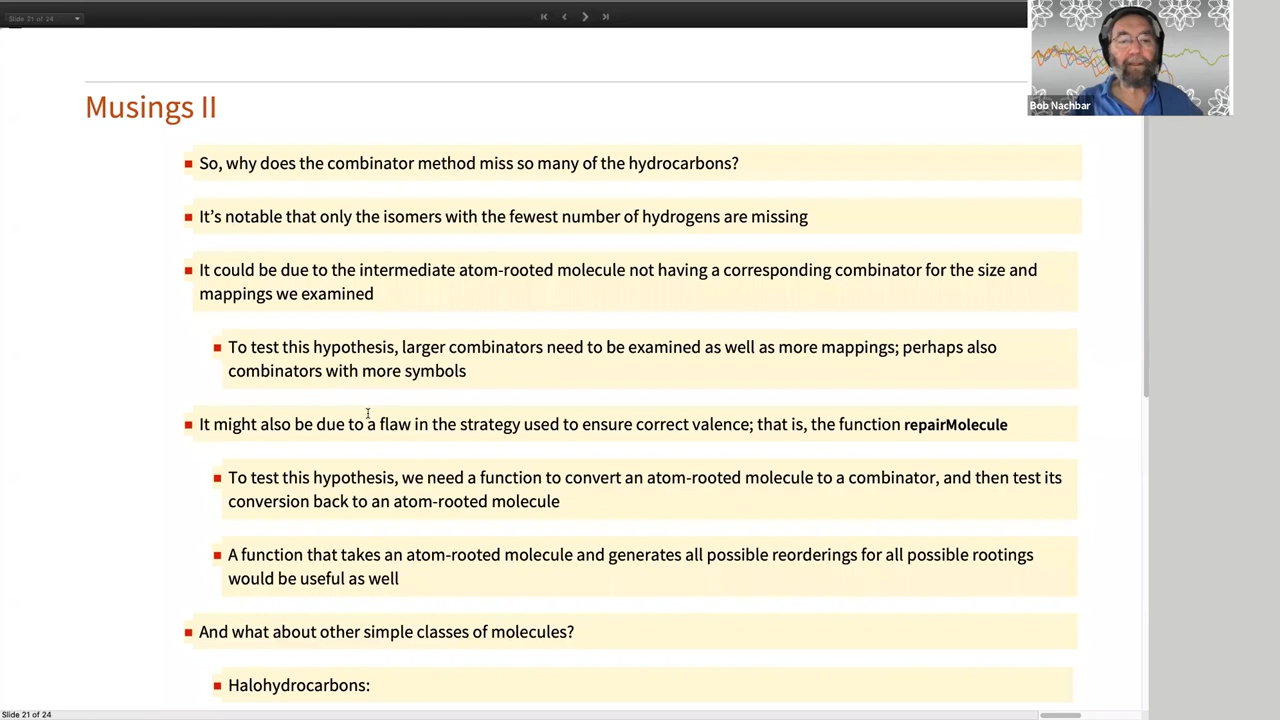 Slide 21 of 24
Bob Nachbar
Musings II
So, why does the combinator method miss so many of the hydrocarbons?
It's notable that only the isomers with the fewest number of hydrogens are missing
It could be due to the intermediate atom-rooted molecule not having a corresponding combinator for the size and
mappings we examined
To test this hypothesis, larger combinators need to be examined as well as more mappings; perhaps also
combinators with more symbols
It might also be due to a flaw in the strategy used to ensure correct valence; that is, the function repairMolecule
To test this hypothesis, we need a function to convert an atom-rooted molecule to a combinator, and then test its
conversion back to an atom-rooted molecule
A function that takes an atom-rooted molecule and generates all possible reorderings for all possible rootings
would be useful as well
And what about other simple classes of molecules?
Halohydrocarbons:
Slide 21 of 24